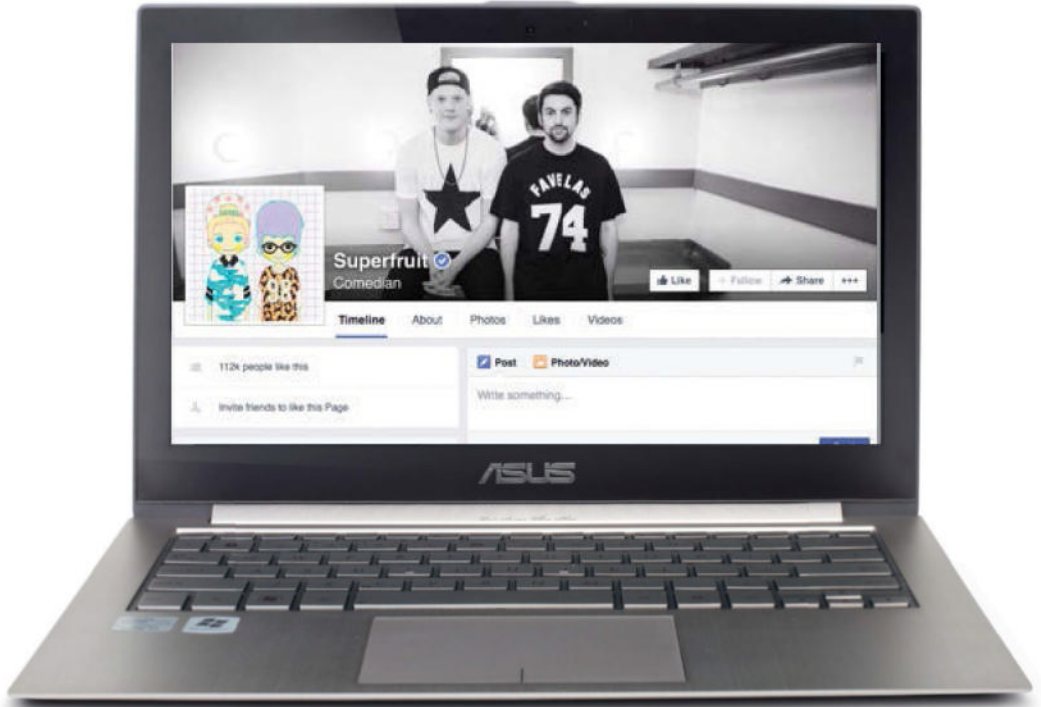 FAVELAS
74
Superfruit
Comedian
Like
Follow
Share
Timeline
About
Photos
Likes
Videos
112k people like this
Invite friends to like this Page
Post
Photo/Video
Write something...
ASUS